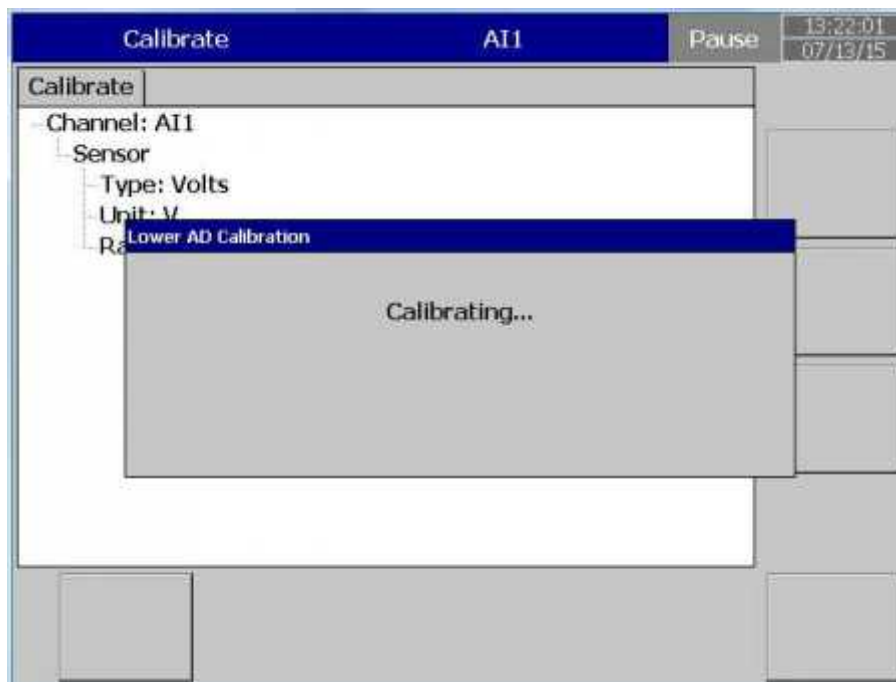 Calibrate AI1 Pause 13:22:01
07/13/15
Calibrate
Channel: AI1
Sensor
Type: Volts
Unit: V
Lower AD Calibration
Calibrating...